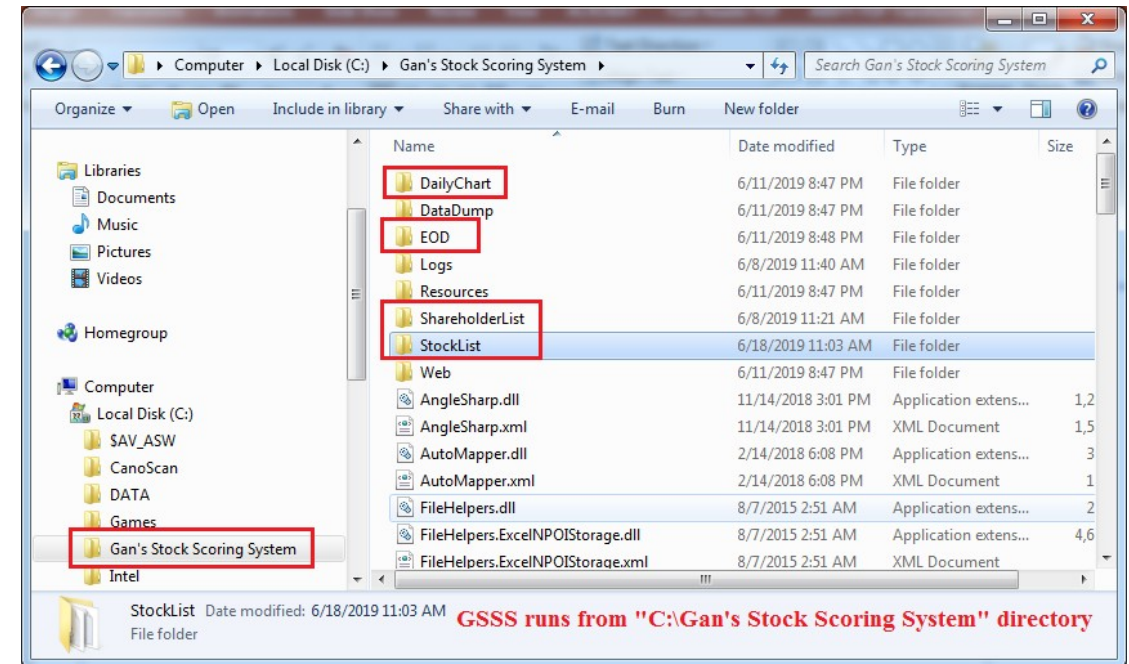 Computer ▸ Local Disk (C:) ▸ Gan's Stock Scoring System ▸
Search Gan's Stock Scoring System
Organize Open Include in library Share with E-mail Burn New folder
Name Date modified Type Size
Libraries
Documents
Music
Pictures
Videos
Homegroup
Computer
Local Disk (C:)
$AV_ASW
CanoScan
DATA
Games
Gan's Stock Scoring System
Intel
DailyChart 6/11/2019 8:47 PM File folder
DataDump 6/11/2019 8:47 PM File folder
EOD 6/11/2019 8:48 PM File folder
Logs 6/8/2019 11:40 AM File folder
Resources 6/11/2019 8:47 PM File folder
ShareholderList 6/8/2019 11:21 AM File folder
StockList 6/18/2019 11:03 AM File folder
Web 6/11/2019 8:47 PM File folder
AngleSharp.dll 11/14/2018 3:01 PM Application extens... 1,2
AngleSharp.xml 11/14/2018 3:01 PM XML Document 1,5
AutoMapper.dll 2/14/2018 6:08 PM Application extens... 3
AutoMapper.xml 2/14/2018 6:08 PM XML Document 1
FileHelpers.dll 8/7/2015 2:51 AM Application extens... 2
FileHelpers.ExcelNPOIStorage.dll 8/7/2015 2:51 AM Application extens... 4,6
FileHelpers.ExcelNPOIStorage.xml 8/7/2015 2:51 AM XML Document
StockList Date modified: 6/18/2019 11:03 AM
File folder
GSSS runs from "C:\Gan's Stock Scoring System" directory